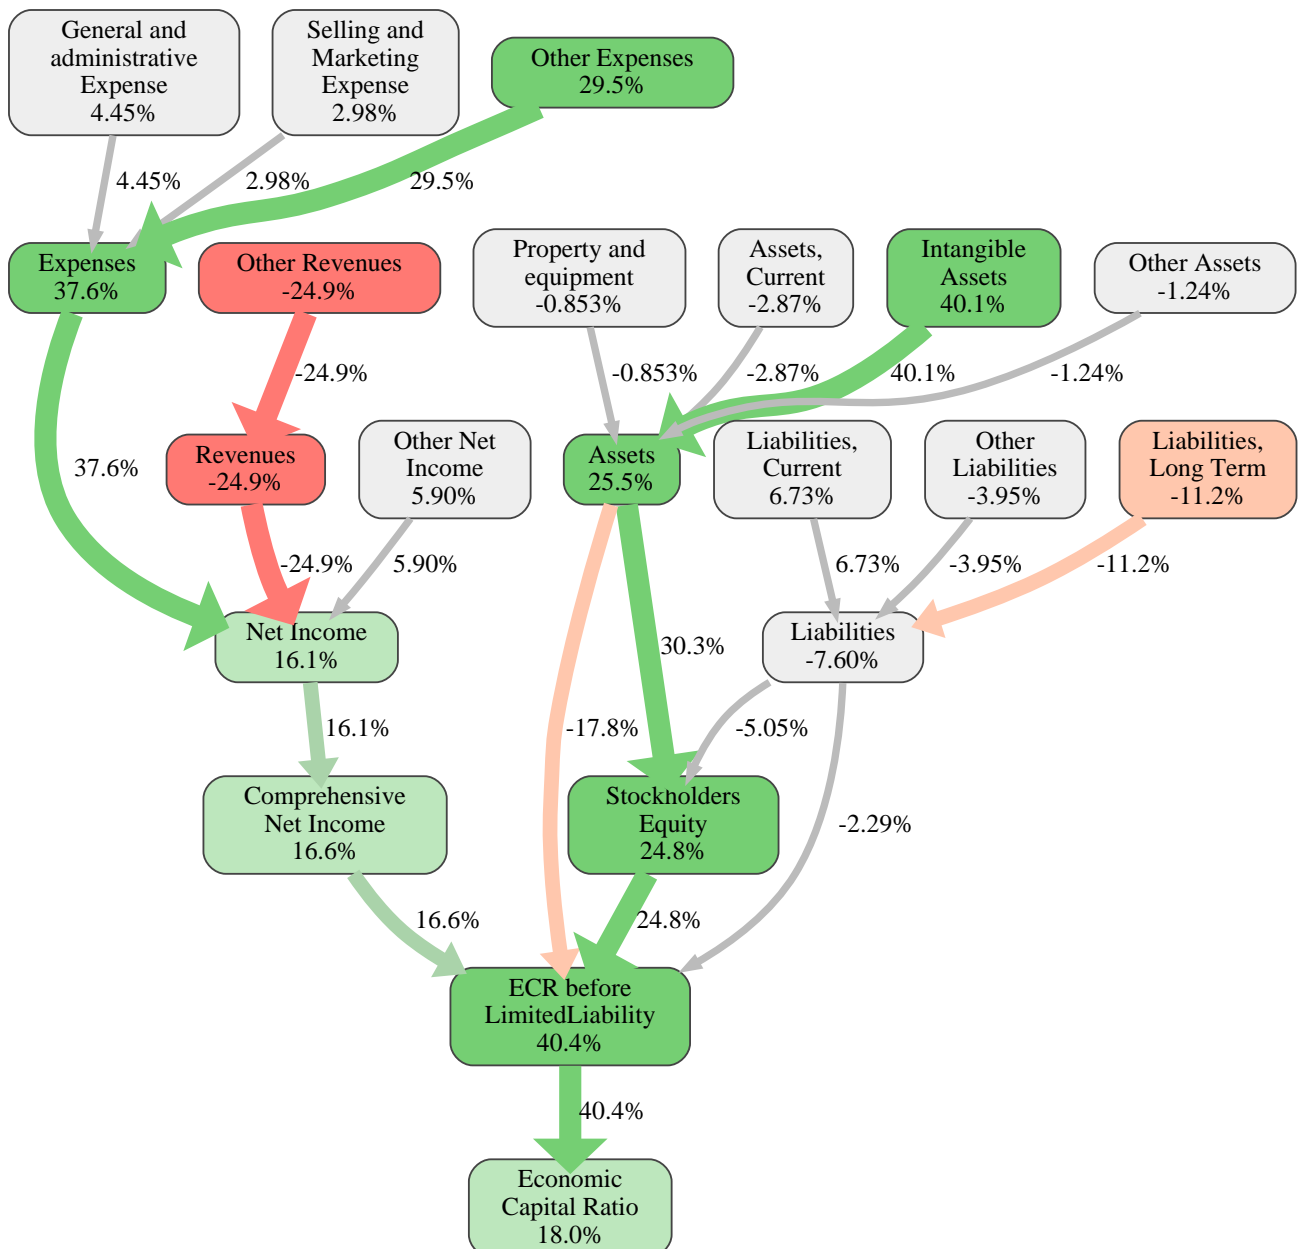 General and
administrative
Expense
4.45%
Selling and
Marketing
Expense
2.98%
Other Expenses
29.5%
4.45%
2.98%
29.5%
Expenses
37.6%
Other Revenues
-24.9%
Property and
equipment
-0.853%
Assets,
Current
-2.87%
Intangible
Assets
40.1%
Other Assets
-1.24%
-24.9%
-0.853%
-2.87%
40.1%
-1.24%
37.6%
Revenues
-24.9%
Other Net
Income
5.90%
Assets
25.5%
Liabilities,
Current
6.73%
Other
Liabilities
-3.95%
Liabilities,
Long Term
-11.2%
-24.9%
5.90%
6.73%
-3.95%
-11.2%
Net Income
16.1%
30.3%
Liabilities
-7.60%
16.1%
-17.8%
-5.05%
Comprehensive
Net Income
16.6%
Stockholders
Equity
24.8%
-2.29%
16.6%
24.8%
ECR before
LimitedLiability
40.4%
40.4%
Economic
Capital Ratio
18.0%